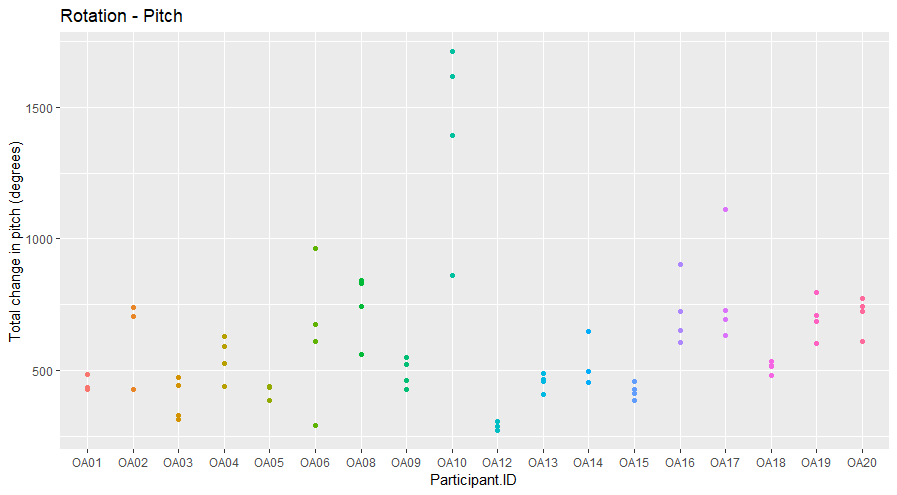 Rotation - Pitch
Total change in pitch (degrees)
1500
1000
500
OA01 OA02 OA03 OA04 OA05 OA06 OA08 OA09 OA10 OA12 OA13 OA14 OA15 OA16 OA17 OA18 OA19 OA20
Participant.ID